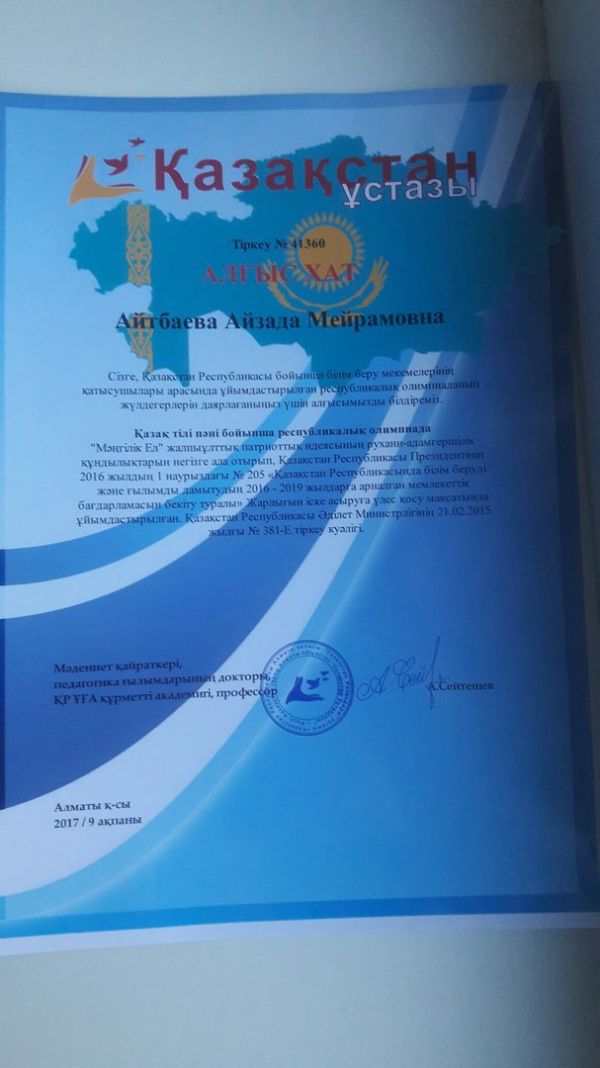 Қазақстан
ұстазы
Тіркеу № 41360
АЛҒЫС ХАТ
Айтбаева Айзада Мейрамовна
Сізге, Қазақстан Республикасы бойынша білім беру мекемелерінің
қатысушылары арасында ұйымдастырылған республикалық олимпиаданың
жүлдегерлерін даярлағаныңыз үшін алғысымызды білдіреміз.
Қазақ тілі пәні бойынша республикалық олимпиада
"Мәңгілік Ел" жалпыұлттық патриоттық идеясының рухани-адамгершілік
құндылықтарын негізге ала отырып, Қазақстан Республикасы Президентінің
2016 жылдың 1 наурыздағы № 205 «Қазақстан Республикасында білім беруді
және ғылымды дамытудың 2016 - 2019 жылдарға арналған мемлекеттік
бағдарламасын бекіту туралы» Жарлығын іске асыруға үлес қосу мақсатында
ұйымдастырылған. Қазақстан Республикасы Әділет Министрлігінің 21.02.2015
жылғы № 381-Е тіркеу куәлігі.
Мәдениет қайраткері,
педагогика ғылымдарының докторы,
ҚР ҰҒА құрметті академигі, профессор
А.Сейтешев
Алматы қ-сы
2017 / 9 ақпаны